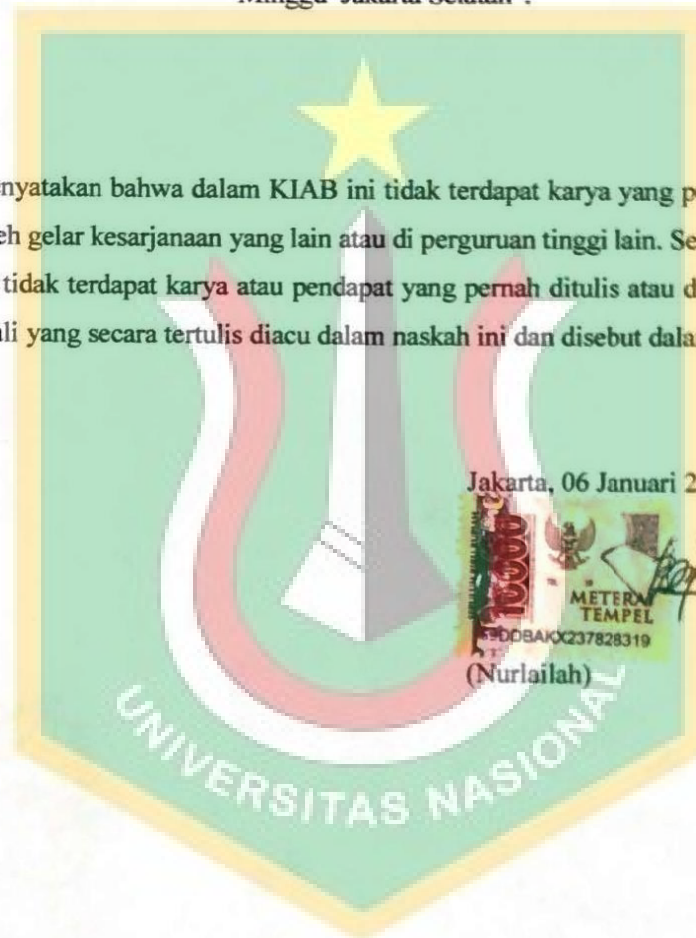 Minggu Jakarta Selatan".
nyatakan bahwa dalam KIAB ini tidak terdapat karya yang p
eh gelar kesarjanaan yang lain atau di perguruan tinggi lain. Se
tidak terdapat karya atau pendapat yang pernah ditulis atau d
li yang secara tertulis diacu dalam naskah ini dan disebut dala
Jakarta, 06 Januari 2
10000
METERAI
TEMPEL
DDBAKX237828319
(Nurlailah)
UNIVERSITAS NASIONAL